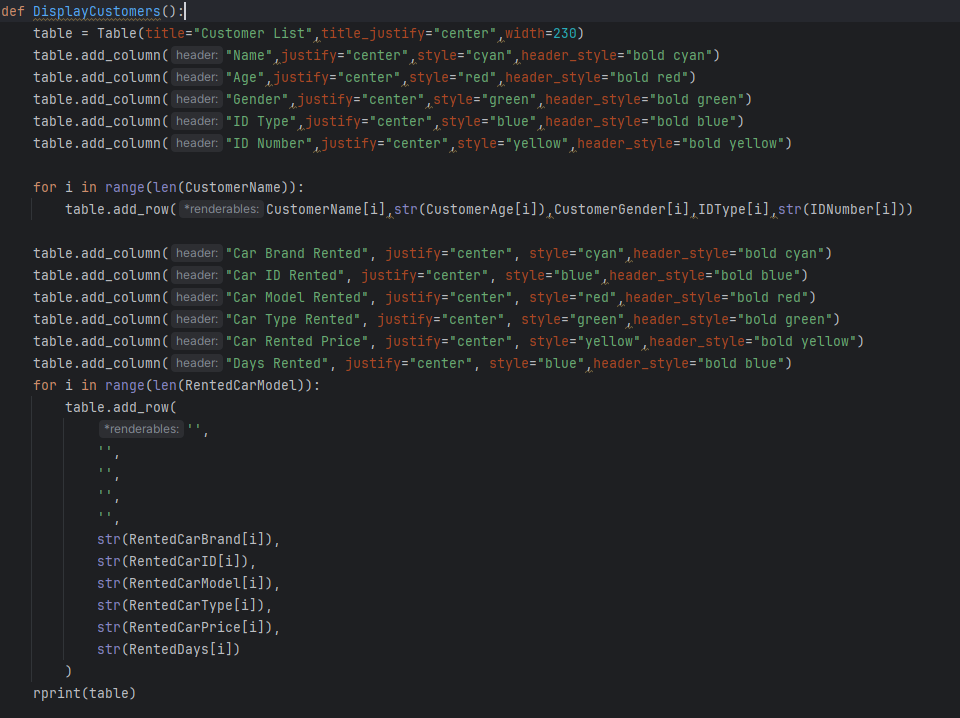 def DisplayCustomers():
    table = Table(title="Customer List",title_justify="center",width=230)
    table.add_column( header: "Name",justify="center",style="cyan",header_style="bold cyan")
    table.add_column( header: "Age",justify="center",style="red",header_style="bold red")
    table.add_column( header: "Gender",justify="center",style="green",header_style="bold green")
    table.add_column( header: "ID Type",justify="center",style="blue",header_style="bold blue")
    table.add_column( header: "ID Number",justify="center",style="yellow",header_style="bold yellow")
    for i in range(len(CustomerName)):
        table.add_row( *renderables: CustomerName[i],str(CustomerAge[i]),CustomerGender[i],IDType[i],str(IDNumber[i]))
    table.add_column( header: "Car Brand Rented", justify="center", style="cyan",header_style="bold cyan")
    table.add_column( header: "Car ID Rented", justify="center", style="blue",header_style="bold blue")
    table.add_column( header: "Car Model Rented", justify="center", style="red",header_style="bold red")
    table.add_column( header: "Car Type Rented", justify="center", style="green",header_style="bold green")
    table.add_column( header: "Car Rented Price", justify="center", style="yellow",header_style="bold yellow")
    table.add_column( header: "Days Rented", justify="center", style="blue",header_style="bold blue")
    for i in range(len(RentedCarModel)):
        table.add_row(
            *renderables: '',
            '',
            '',
            '',
            '',
            str(RentedCarBrand[i]),
            str(RentedCarID[i]),
            str(RentedCarModel[i]),
            str(RentedCarType[i]),
            str(RentedCarPrice[i]),
            str(RentedDays[i])
        )
    rprint(table)